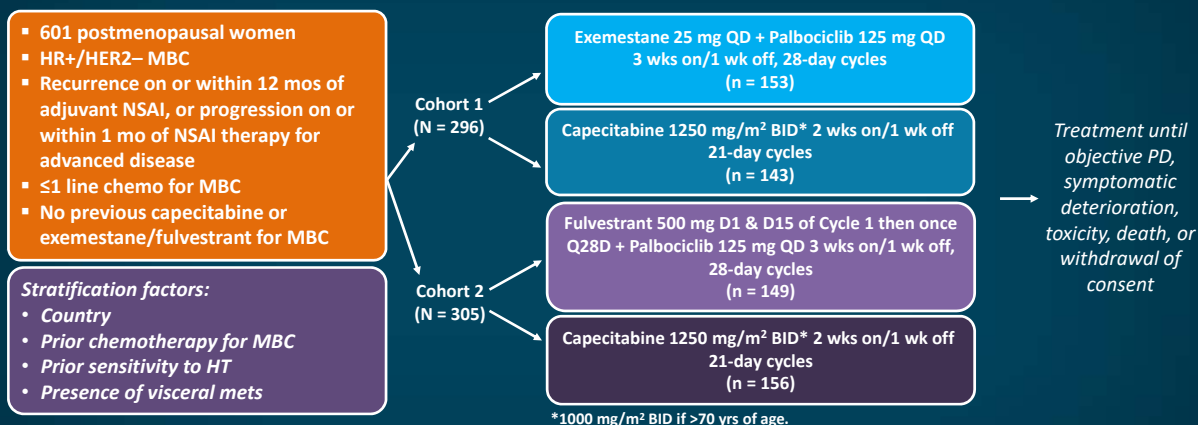 ▪ 601 postmenopausal women
▪ HR+/HER2– MBC
▪ Recurrence on or within 12 mos of
adjuvant NSAI, or progression on or
within 1 mo of NSAI therapy for
advanced disease
▪ ≤1 line chemo for MBC
▪ No previous capecitabine or
exemestane/fulvestrant for MBC
Stratification factors:
• Country
• Prior chemotherapy for MBC
• Prior sensitivity to HT
• Presence of visceral mets
Cohort 1
(N = 296)
Exemestane 25 mg QD + Palbociclib 125 mg QD
3 wks on/1 wk off, 28-day cycles
(n = 153)
Capecitabine 1250 mg/m² BID* 2 wks on/1 wk off
21-day cycles
(n = 143)
Cohort 2
(N = 305)
Fulvestrant 500 mg D1 & D15 of Cycle 1 then once
Q28D + Palbociclib 125 mg QD 3 wks on/1 wk off,
28-day cycles
(n = 149)
Capecitabine 1250 mg/m² BID* 2 wks on/1 wk off
21-day cycles
(n = 156)
*1000 mg/m² BID if >70 yrs of age.
Treatment until
objective PD,
symptomatic
deterioration,
toxicity, death, or
withdrawal of
consent